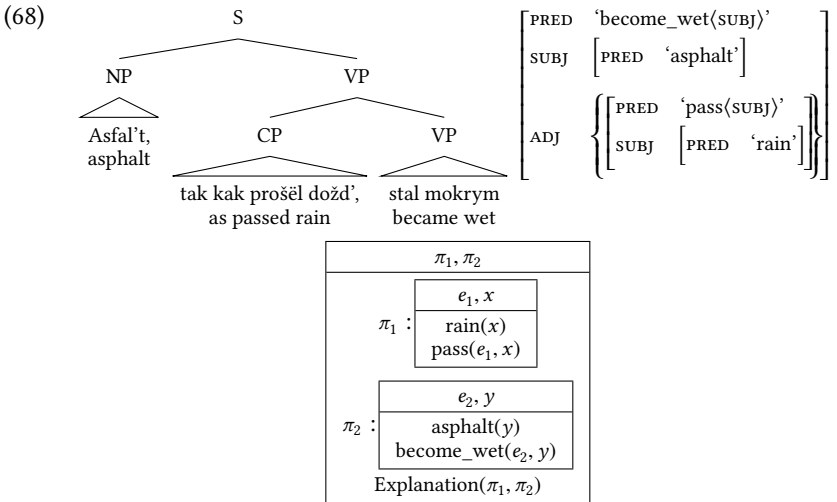 (68)
S
NP VP
Asfal't,
asphalt
CP VP
tak kak prošël dožd',
as passed rain
stal mokrym
became wet
PRED ‘become_wet⟨SUBJ⟩’
SUBJ [PRED ‘asphalt’]
ADJ {[PRED ‘pass⟨SUBJ⟩’
SUBJ [PRED ‘rain’]]}
π₁, π₂
e₁, x
π₁ : rain(x)
pass(e₁, x)
e₂, y
π₂ : asphalt(y)
become_wet(e₂, y)
Explanation(π₁, π₂)